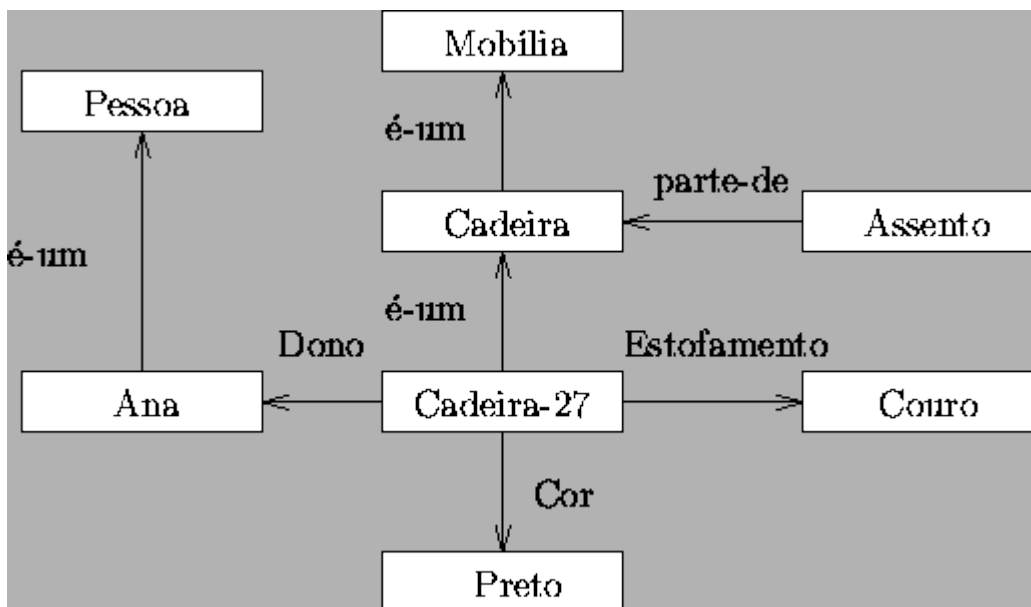 Mobília
Pessoa
é-um
parte-de
Cadeira
Assento
é-um
é-um
Dono
Estofamento
Ana
Cadeira-27
Couro
Cor
Preto